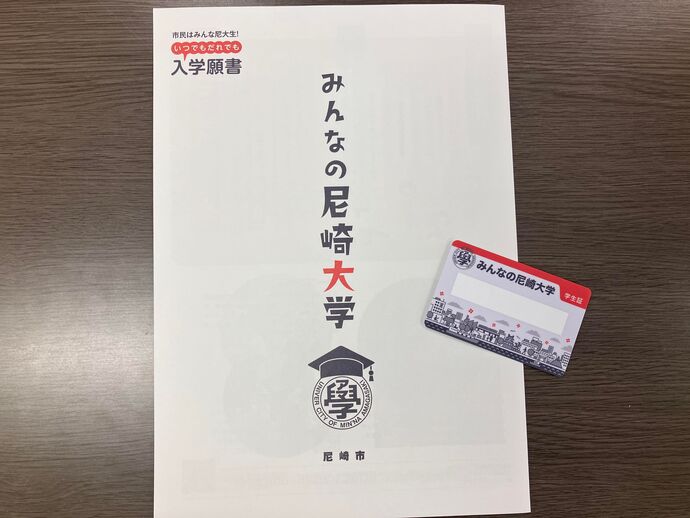 市民はみんな尼大生!
いつでもだれでも
入学願書
みんなの尼崎大学
學
UNIVER CITY OF MIN'NA AMAGASAKI
尼崎市
學
みんなの尼崎大学
学生証